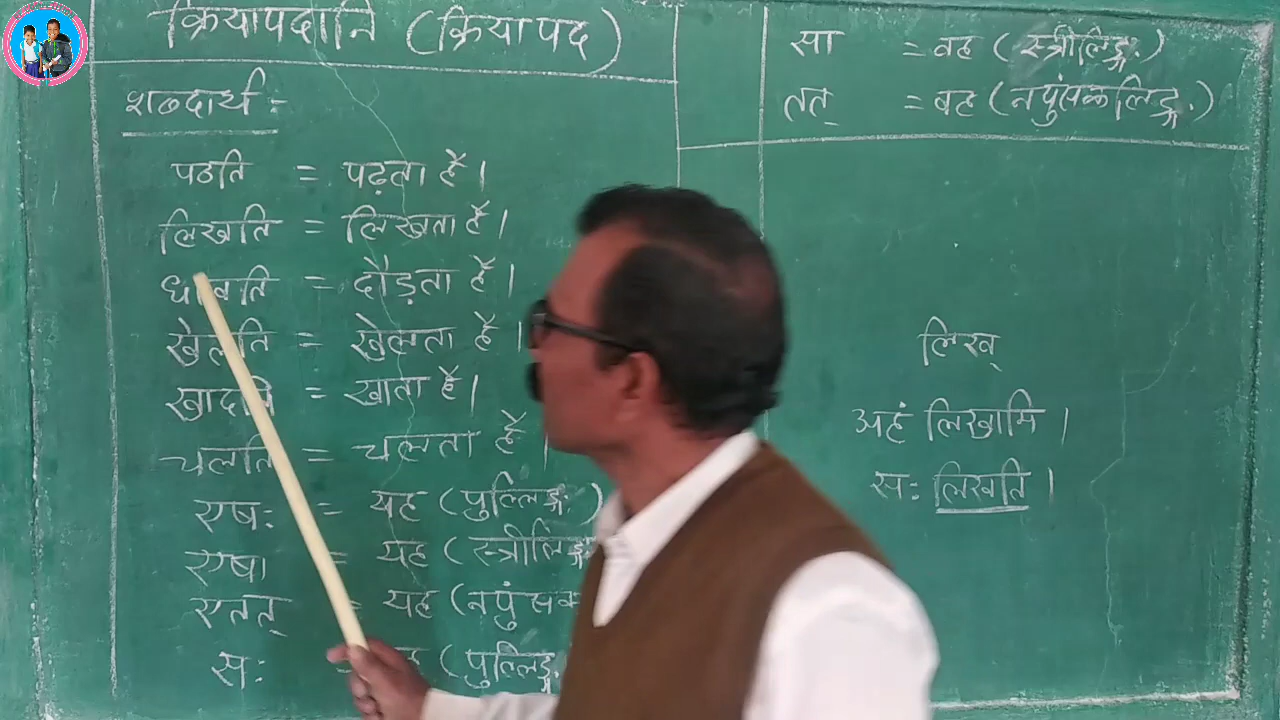 क्रियापदानि (क्रियापद)
शब्दार्थ -
पठति = पढ़ता है।
लिखति = लिखता है।
धावति = दौड़ता है।
खेलति = खेलता है।
खादति = खाता है।
चलति = चलता है।
एषः = यह (पुल्लिङ्ग)
एषा = यह (स्त्रीलिङ्ग
एतत् = यह (नपुंसक
सः = (पुल्लिङ्ग
सा = वह (स्त्रीलिङ्ग)
तत् = वह (नपुंसकलिङ्ग)
लिख्
अहं लिखामि।
सः लिखति।